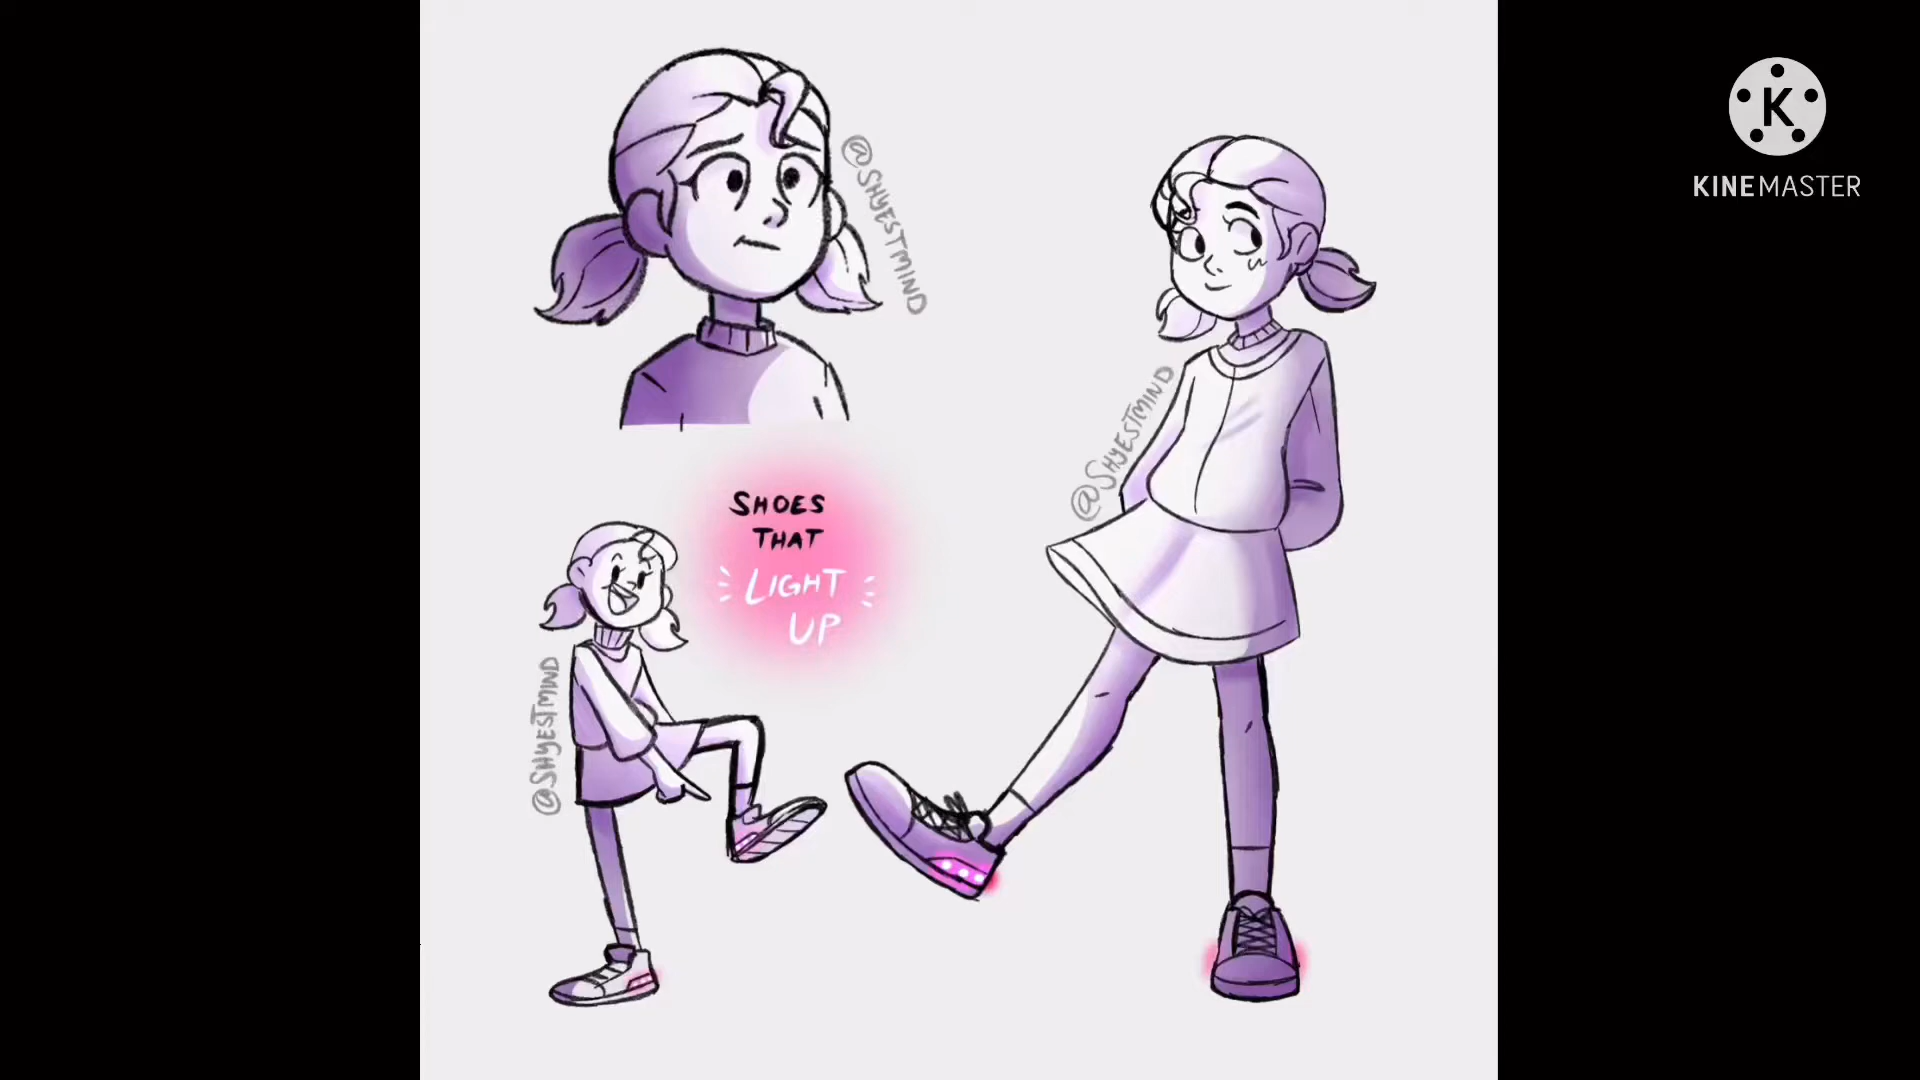 KINEMASTER
@SHYESTMIND
@SHYESTMIND
SHOES
THAT
LIGHT
UP
@SHYESTMIND